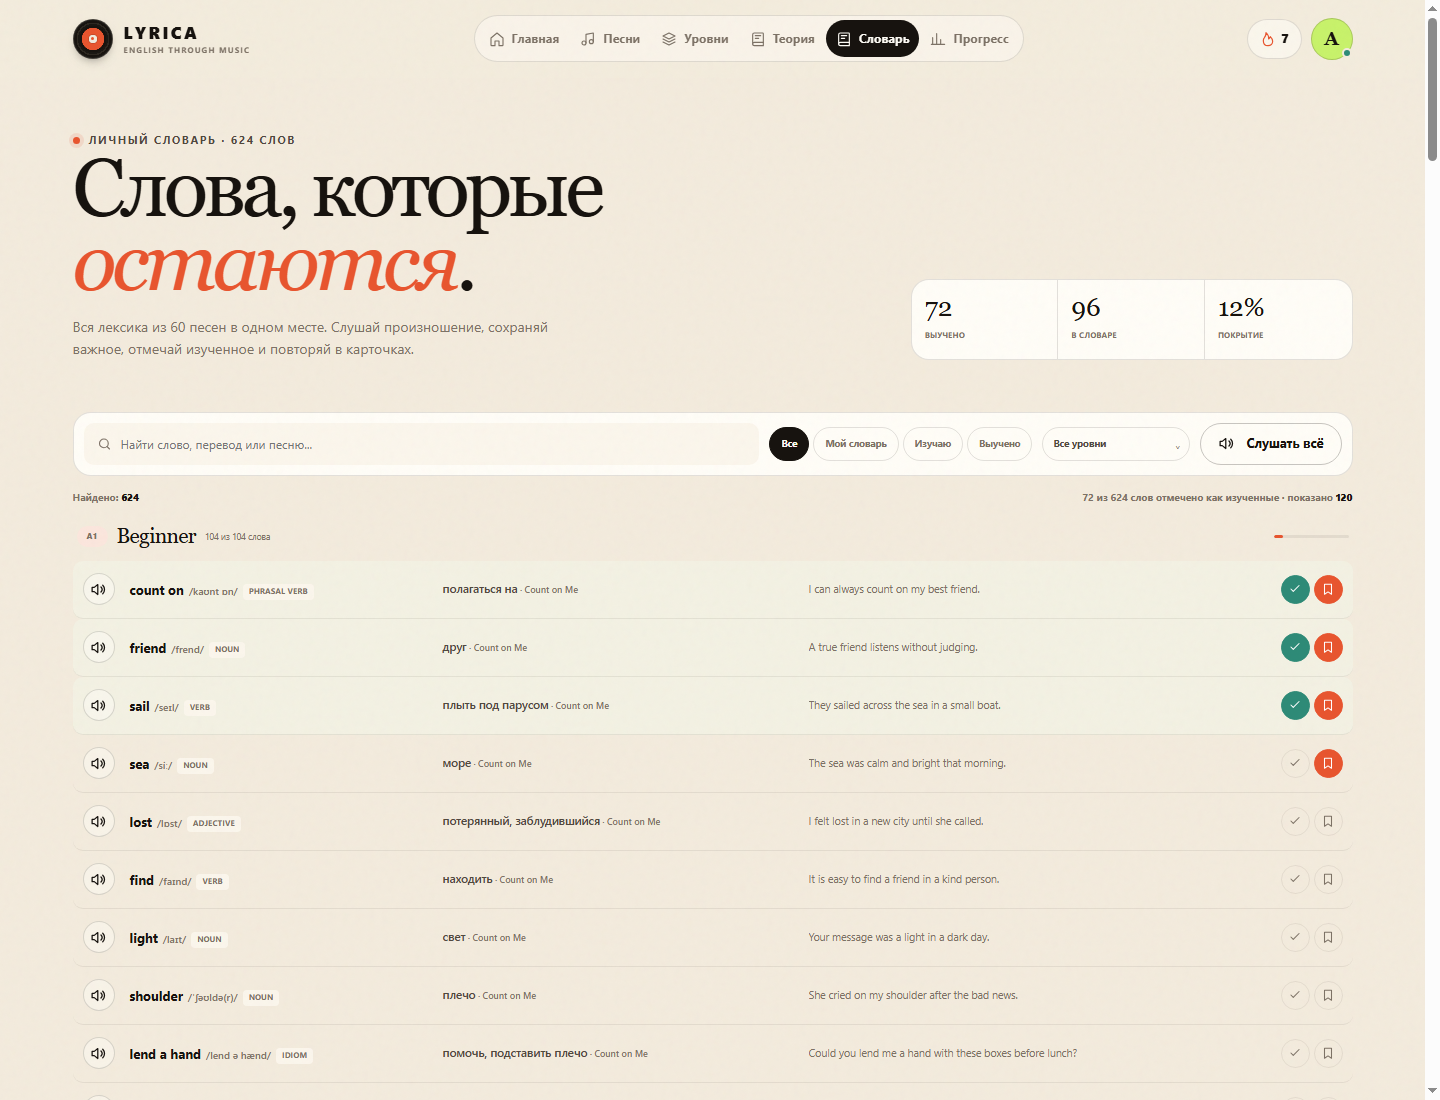 LYRICA
ENGLISH THROUGH MUSIC
Главная
Песни
Уровни
Теория
Словарь
Прогресс
7
A
ЛИЧНЫЙ СЛОВАРЬ · 624 СЛОВ
Слова, которые
остаются.
Вся лексика из 60 песен в одном месте. Слушай произношение, сохраняй
важное, отмечай изученное и повторяй в карточках.
72
ВЫУЧЕНО
96
В СЛОВАРЕ
12%
ПОКРЫТИЕ
Найти слово, перевод или песню...
Все
Мой словарь
Изучаю
Выучено
Все уровни
Слушать всё
Найдено: 624
72 из 624 слов отмечено как изученные · показано 120
A1 Beginner 104 из 104 слова
count on /kaʊnt ɒn/ PHRASAL VERB полагаться на · Count on Me I can always count on my best friend.
friend /frend/ NOUN друг · Count on Me A true friend listens without judging.
sail /seɪl/ VERB плыть под парусом · Count on Me They sailed across the sea in a small boat.
sea /siː/ NOUN море · Count on Me The sea was calm and bright that morning.
lost /lɒst/ ADJECTIVE потерянный, заблудившийся · Count on Me I felt lost in a new city until she called.
find /faɪnd/ VERB находить · Count on Me It is easy to find a friend in a kind person.
light /laɪt/ NOUN свет · Count on Me Your message was a light in a dark day.
shoulder /ˈʃəʊldə(r)/ NOUN плечо · Count on Me She cried on my shoulder after the bad news.
lend a hand /lend ə hænd/ IDIOM помочь, подставить плечо · Count on Me Could you lend me a hand with these boxes before lunch?